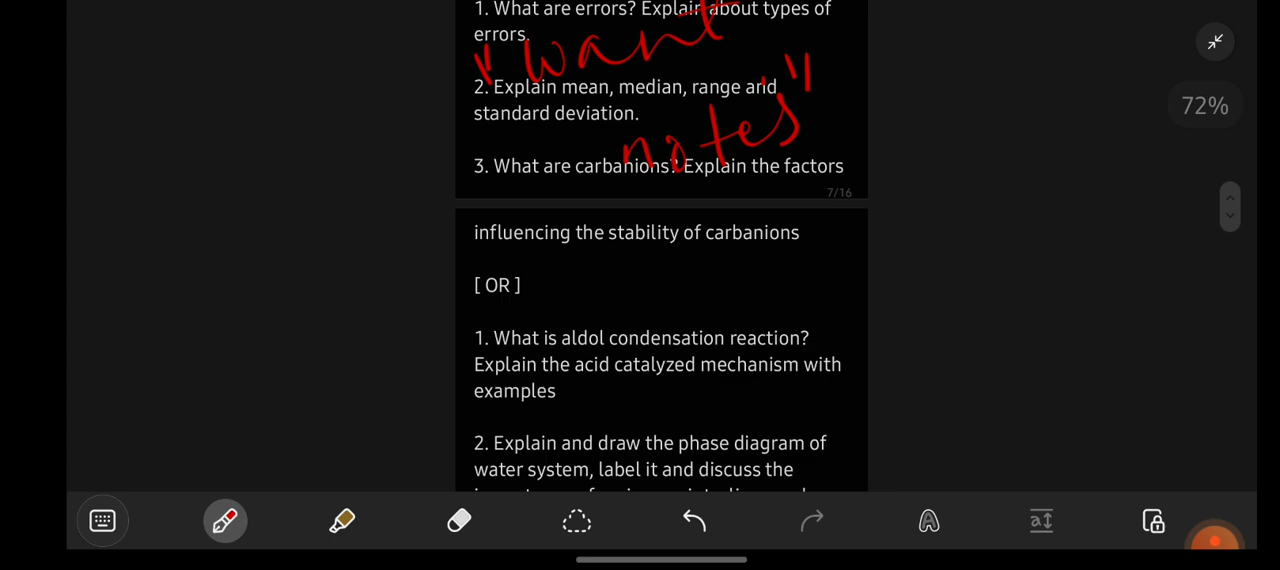 1. What are errors? Explain about types of
errors.
"want
2. Explain mean, median, range and
standard deviation.
notes"
3. What are carbanions? Explain the factors
7/16
72%
influencing the stability of carbanions
[ OR ]
1. What is aldol condensation reaction?
Explain the acid catalyzed mechanism with
examples
2. Explain and draw the phase diagram of
water system, label it and discuss the